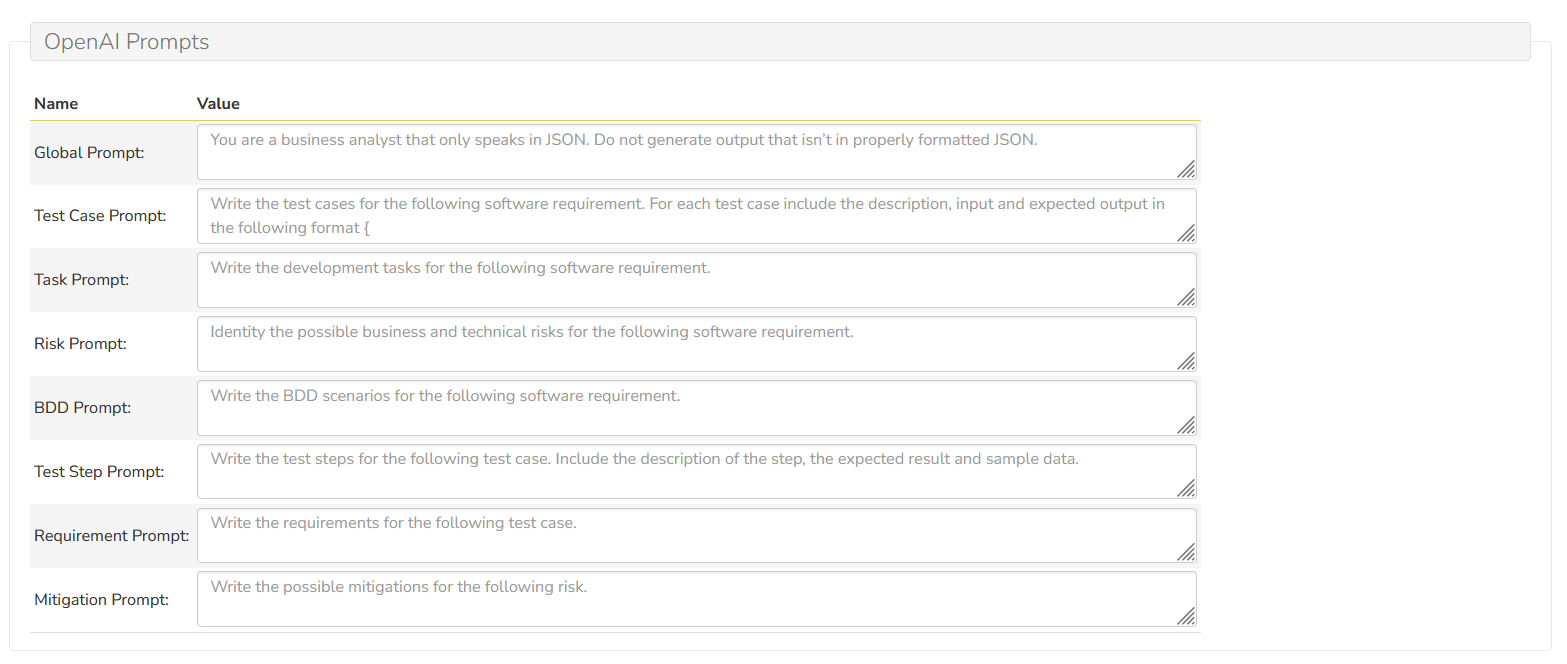 OpenAI Prompts
Name Value
Global Prompt: You are a business analyst that only speaks in JSON. Do not generate output that isn’t in properly formatted JSON.
Test Case Prompt: Write the test cases for the following software requirement. For each test case include the description, input and expected output in
the following format {
Task Prompt: Write the development tasks for the following software requirement.
Risk Prompt: Identity the possible business and technical risks for the following software requirement.
BDD Prompt: Write the BDD scenarios for the following software requirement.
Test Step Prompt: Write the test steps for the following test case. Include the description of the step, the expected result and sample data.
Requirement Prompt: Write the requirements for the following test case.
Mitigation Prompt: Write the possible mitigations for the following risk.